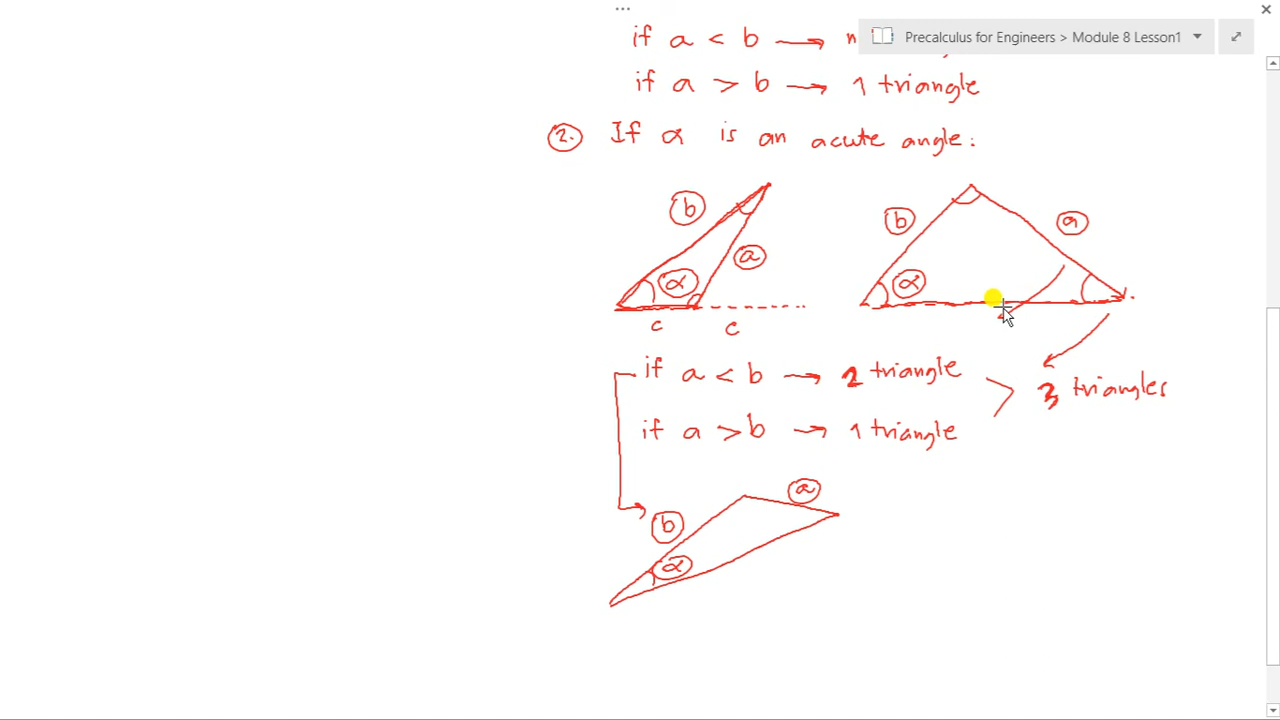 ...
if a < b → n
Precalculus for Engineers > Module 8 Lesson1
if a > b → 1 triangle
2. If α is an acute angle:
b
α
a
c
c
b
α
a
if a < b → 2 triangle
if a > b → 1 triangle
3 triangles
b
α
a